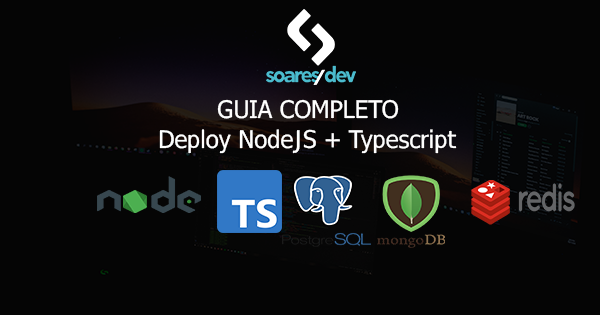 soares/dev
GUIA COMPLETO
Deploy NodeJS + Typescript
node
TS
PostgreSQL
mongoDB
redis